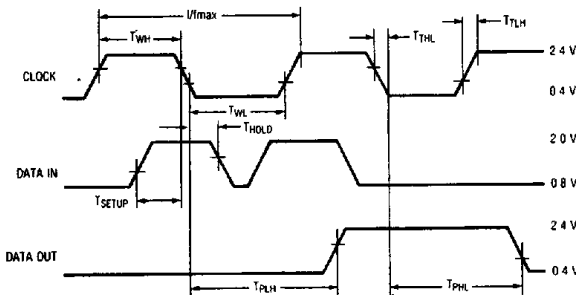 I/fmax
TWH
TTHL
TTLH
CLOCK
2 4 V
0 4 V
TWL
THOLD
DATA IN
2 0 V
0 8 V
TSETUP
DATA OUT
2 4 V
0 4 V
TPLH
TPHL